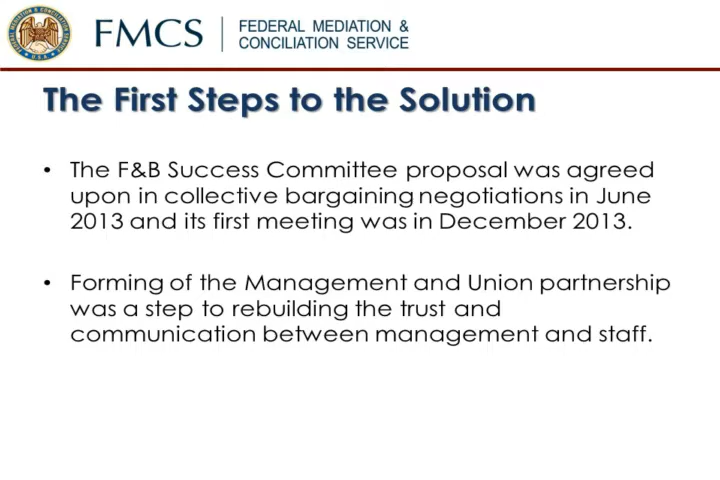 FMCS
FEDERAL MEDIATION &
CONCILIATION SERVICE
The First Steps to the Solution
• The F&B Success Committee proposal was agreed
upon in collective bargaining negotiations in June
2013 and its first meeting was in December 2013.
• Forming of the Management and Union partnership
was a step to rebuilding the trust and
communication between management and staff.